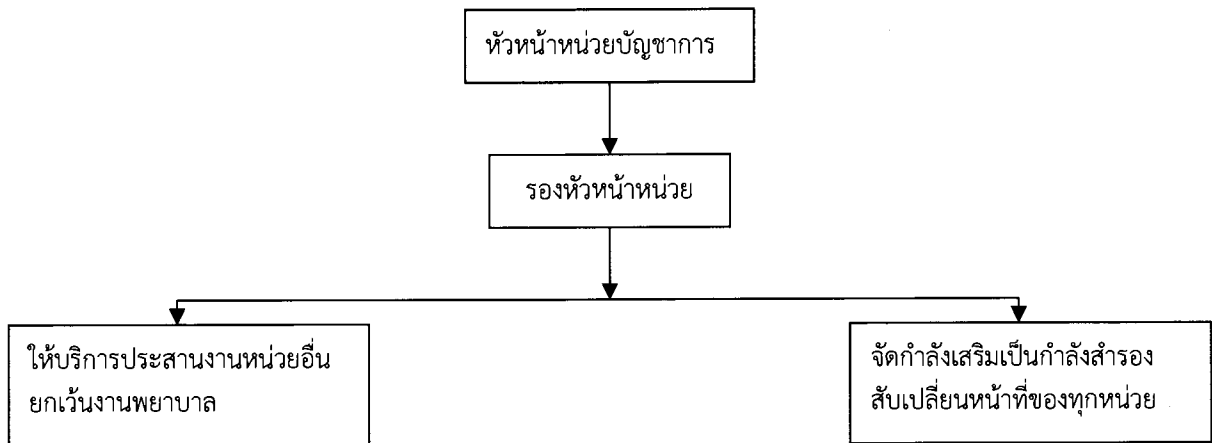 หัวหน้าหน่วยบัญชาการ
รองหัวหน้าหน่วย
ให้บริการประสานงานหน่วยอื่น
ยกเว้นงานพยาบาล
จัดกำลังเสริมเป็นกำลังสำรอง
สับเปลี่ยนหน้าที่ของทุกหน่วย